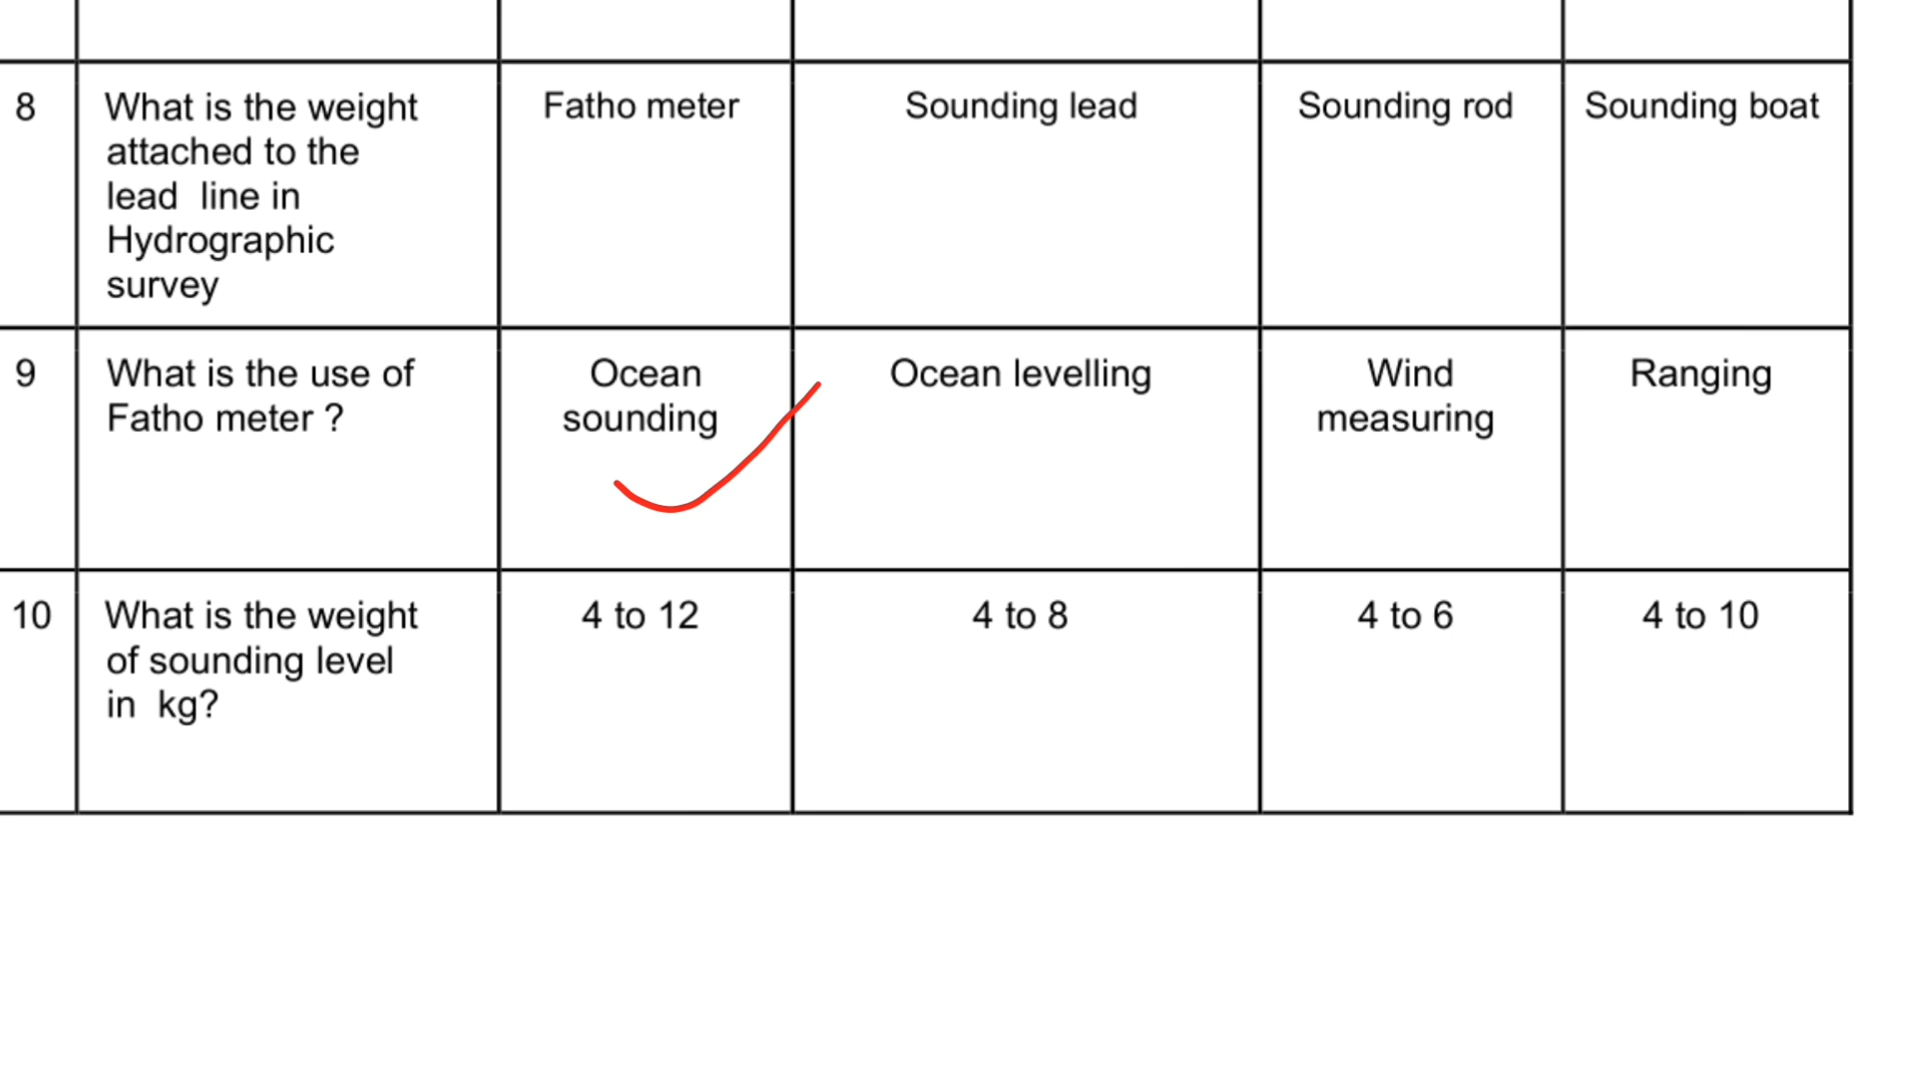 8 What is the weight Fatho meter Sounding lead Sounding rod Sounding boat
attached to the
lead line in
Hydrographic
survey
9 What is the use of Ocean Ocean levelling Wind Ranging
Fatho meter ? sounding measuring
10 What is the weight 4 to 12 4 to 8 4 to 6 4 to 10
of sounding level
in kg?